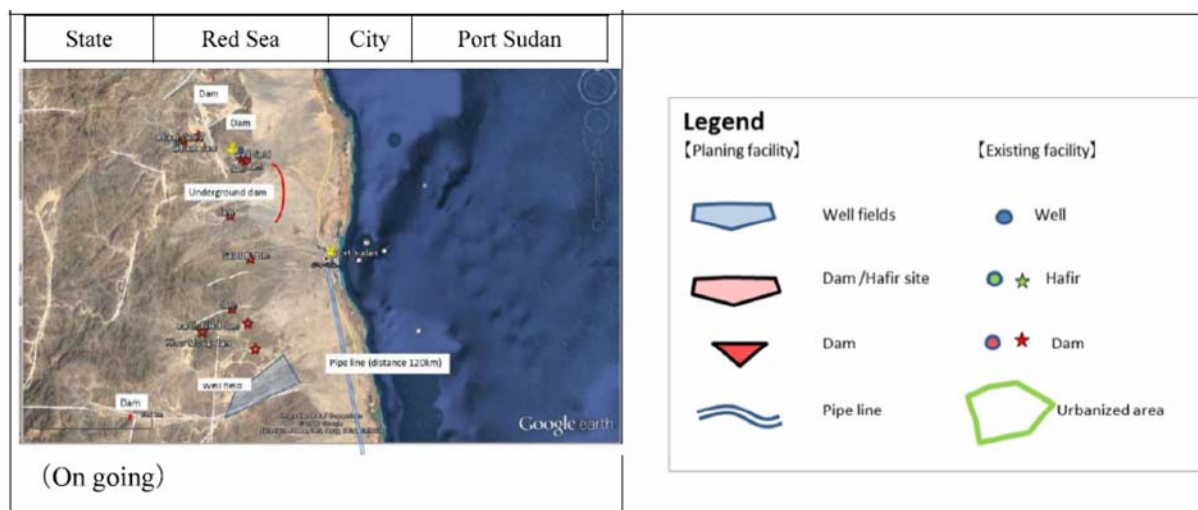 State
Red Sea
City
Port Sudan
Dam
Dam
Underground dam
Pipe line (distance 120km)
Well field
Dam
Google earth
(On going)
Legend
【Planing facility】
【Existing facility】
Well fields
Well
Dam /Hafir site
Hafir
Dam
Dam
Pipe line
Urbanized area